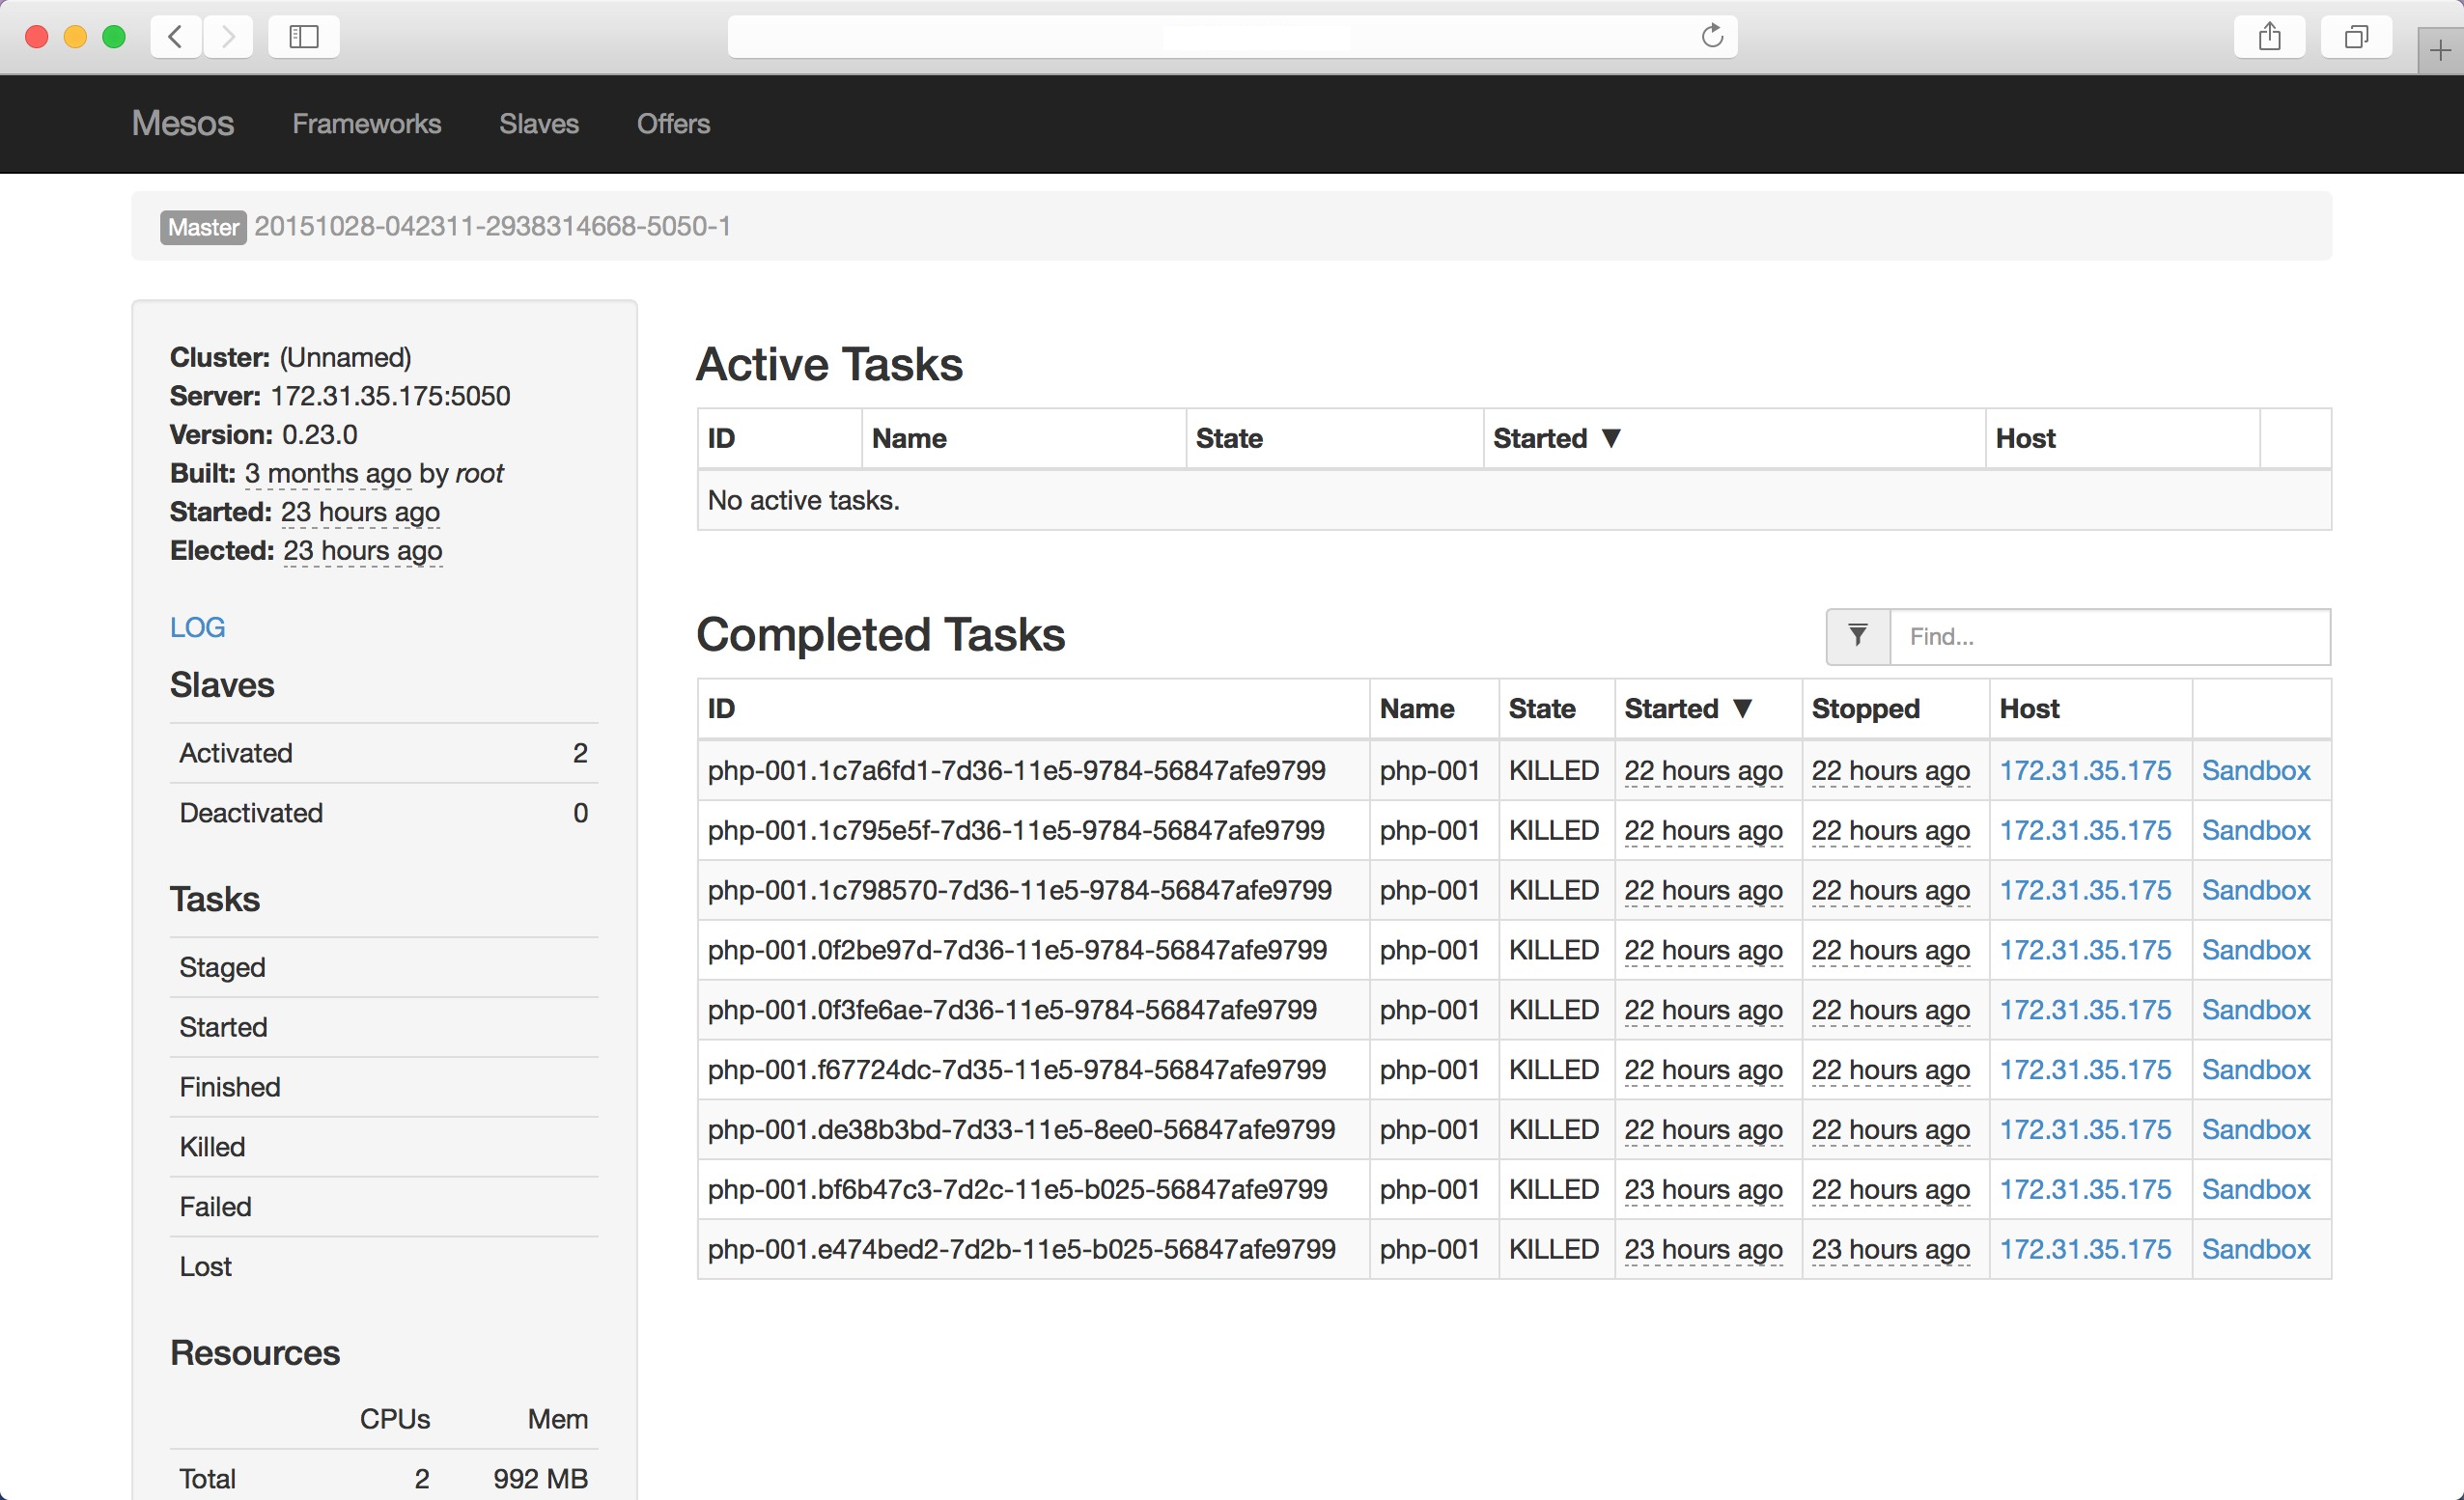 Mesos Frameworks Slaves Offers
Master 20151028-042311-2938314668-5050-1
Cluster: (Unnamed)
Server: 172.31.35.175:5050
Version: 0.23.0
Built: 3 months ago by root
Started: 23 hours ago
Elected: 23 hours ago
LOG
Slaves
Activated 2
Deactivated 0
Tasks
Staged
Started
Finished
Killed
Failed
Lost
Resources
CPUs Mem
Total 2 992 MB
Active Tasks
ID Name State Started ▼ Host
No active tasks.
Completed Tasks
Find...
ID Name State Started ▼ Stopped Host
php-001.1c7a6fd1-7d36-11e5-9784-56847afe9799 php-001 KILLED 22 hours ago 22 hours ago 172.31.35.175 Sandbox
php-001.1c795e5f-7d36-11e5-9784-56847afe9799 php-001 KILLED 22 hours ago 22 hours ago 172.31.35.175 Sandbox
php-001.1c798570-7d36-11e5-9784-56847afe9799 php-001 KILLED 22 hours ago 22 hours ago 172.31.35.175 Sandbox
php-001.0f2be97d-7d36-11e5-9784-56847afe9799 php-001 KILLED 22 hours ago 22 hours ago 172.31.35.175 Sandbox
php-001.0f3fe6ae-7d36-11e5-9784-56847afe9799 php-001 KILLED 22 hours ago 22 hours ago 172.31.35.175 Sandbox
php-001.f67724dc-7d35-11e5-9784-56847afe9799 php-001 KILLED 22 hours ago 22 hours ago 172.31.35.175 Sandbox
php-001.de38b3bd-7d33-11e5-8ee0-56847afe9799 php-001 KILLED 22 hours ago 22 hours ago 172.31.35.175 Sandbox
php-001.bf6b47c3-7d2c-11e5-b025-56847afe9799 php-001 KILLED 23 hours ago 22 hours ago 172.31.35.175 Sandbox
php-001.e474bed2-7d2b-11e5-b025-56847afe9799 php-001 KILLED 23 hours ago 23 hours ago 172.31.35.175 Sandbox